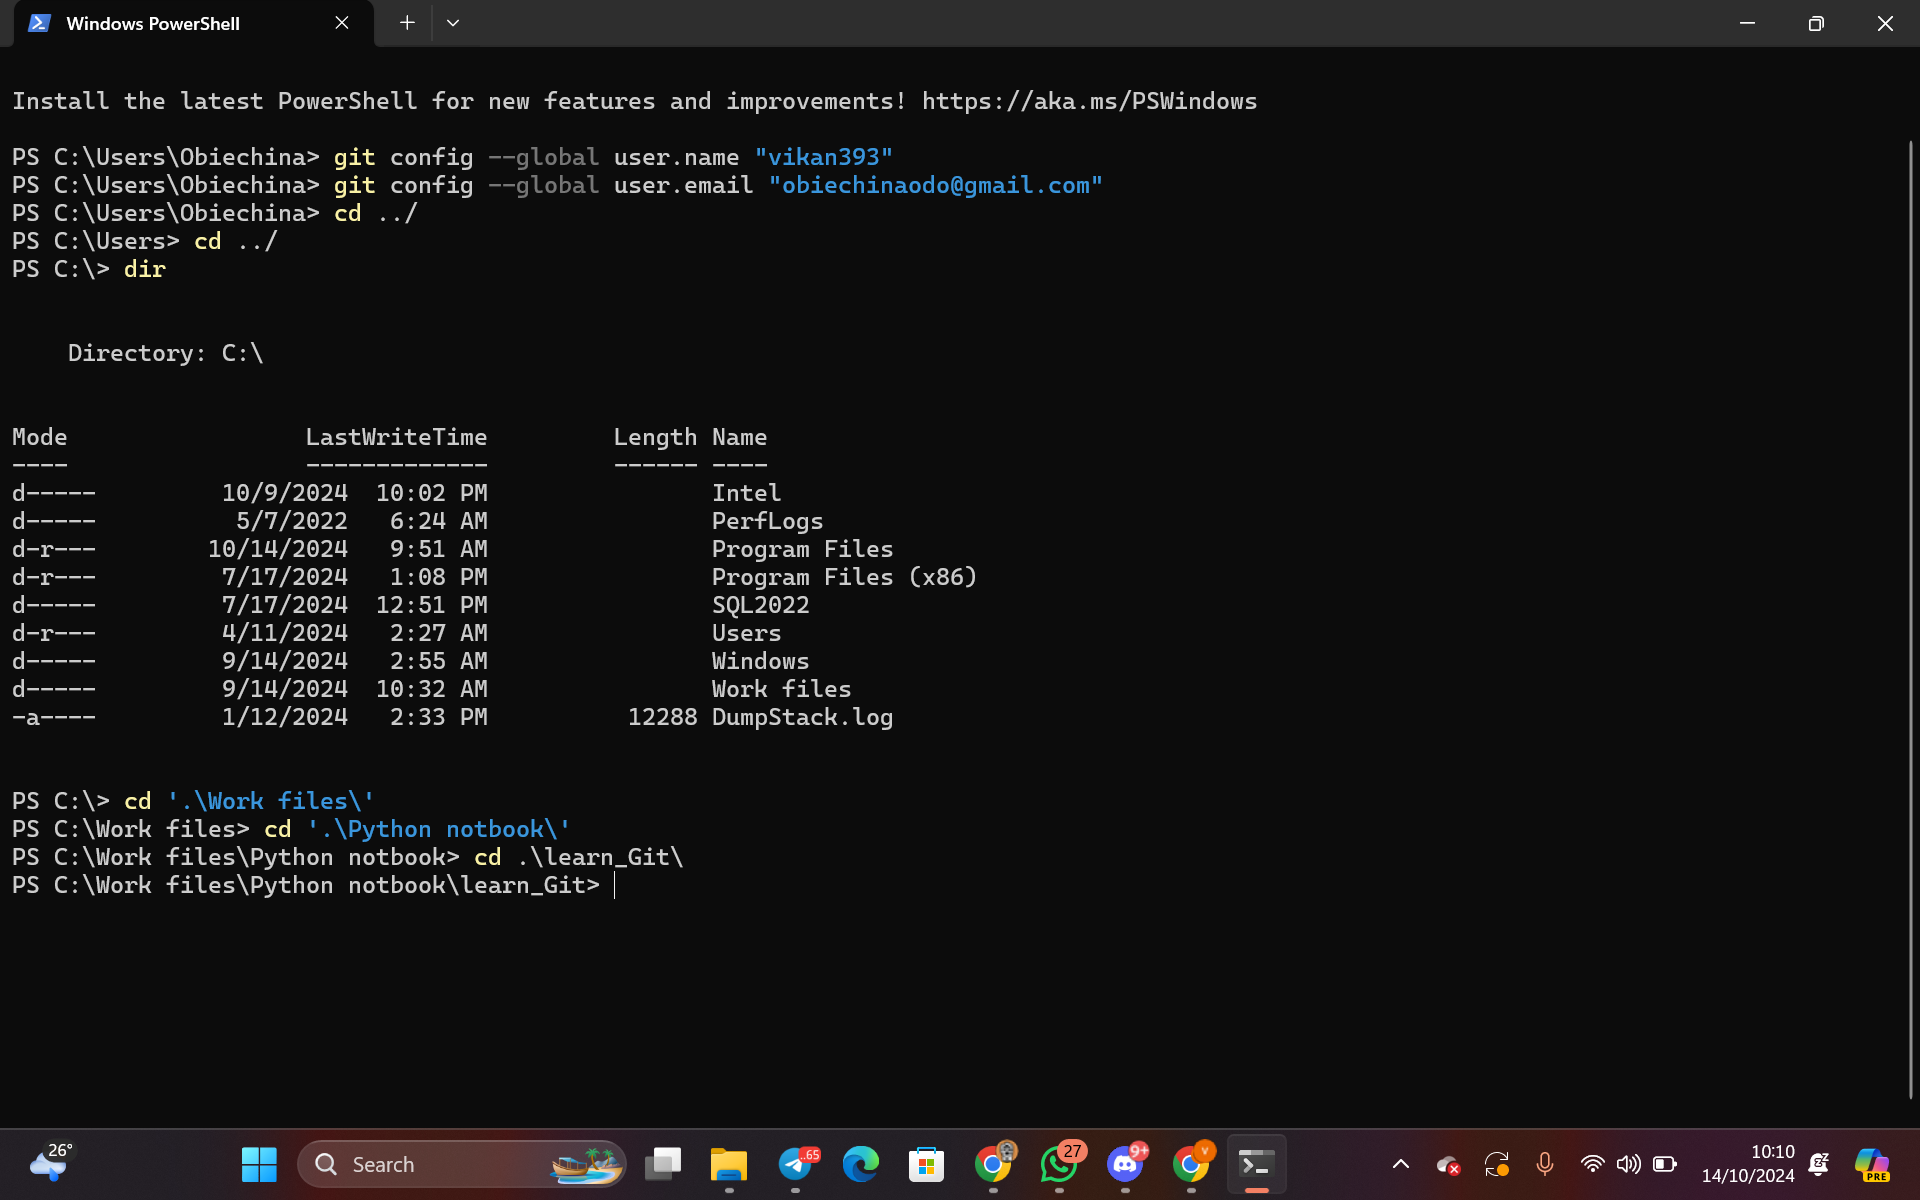 Windows PowerShell
Install the latest PowerShell for new features and improvements! https://aka.ms/PSWindows
PS C:\Users\Obiechina> git config --global user.name "vikan393"
PS C:\Users\Obiechina> git config --global user.email "obiechinaodo@gmail.com"
PS C:\Users\Obiechina> cd ../
PS C:\Users> cd ../
PS C:\> dir
Directory: C:\
Mode LastWriteTime Length Name
---- ------------- ------ ----
d----- 10/9/2024 10:02 PM Intel
d----- 5/7/2022 6:24 AM PerfLogs
d-r--- 10/14/2024 9:51 AM Program Files
d-r--- 7/17/2024 1:08 PM Program Files (x86)
d----- 7/17/2024 12:51 PM SQL2022
d-r--- 4/11/2024 2:27 AM Users
d----- 9/14/2024 2:55 AM Windows
d----- 9/14/2024 10:32 AM Work files
-a---- 1/12/2024 2:33 PM 12288 DumpStack.log
PS C:\> cd '.\Work files\'
PS C:\Work files> cd '.\Python notbook\'
PS C:\Work files\Python notbook> cd .\learn_Git\
PS C:\Work files\Python notbook\learn_Git>
26°
Search
..65
27
9+
V
10:10
14/10/2024
PRE